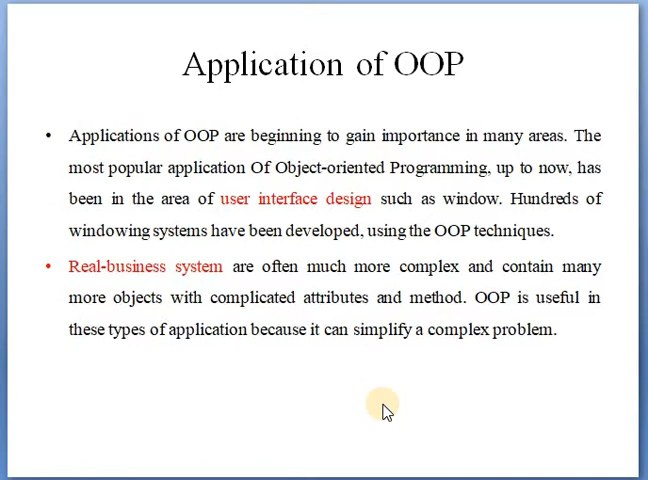 Application of OOP
• Applications of OOP are beginning to gain importance in many areas. The
most popular application Of Object-oriented Programming, up to now, has
been in the area of user interface design such as window. Hundreds of
windowing systems have been developed, using the OOP techniques.
• Real-business system are often much more complex and contain many
more objects with complicated attributes and method. OOP is useful in
these types of application because it can simplify a complex problem.